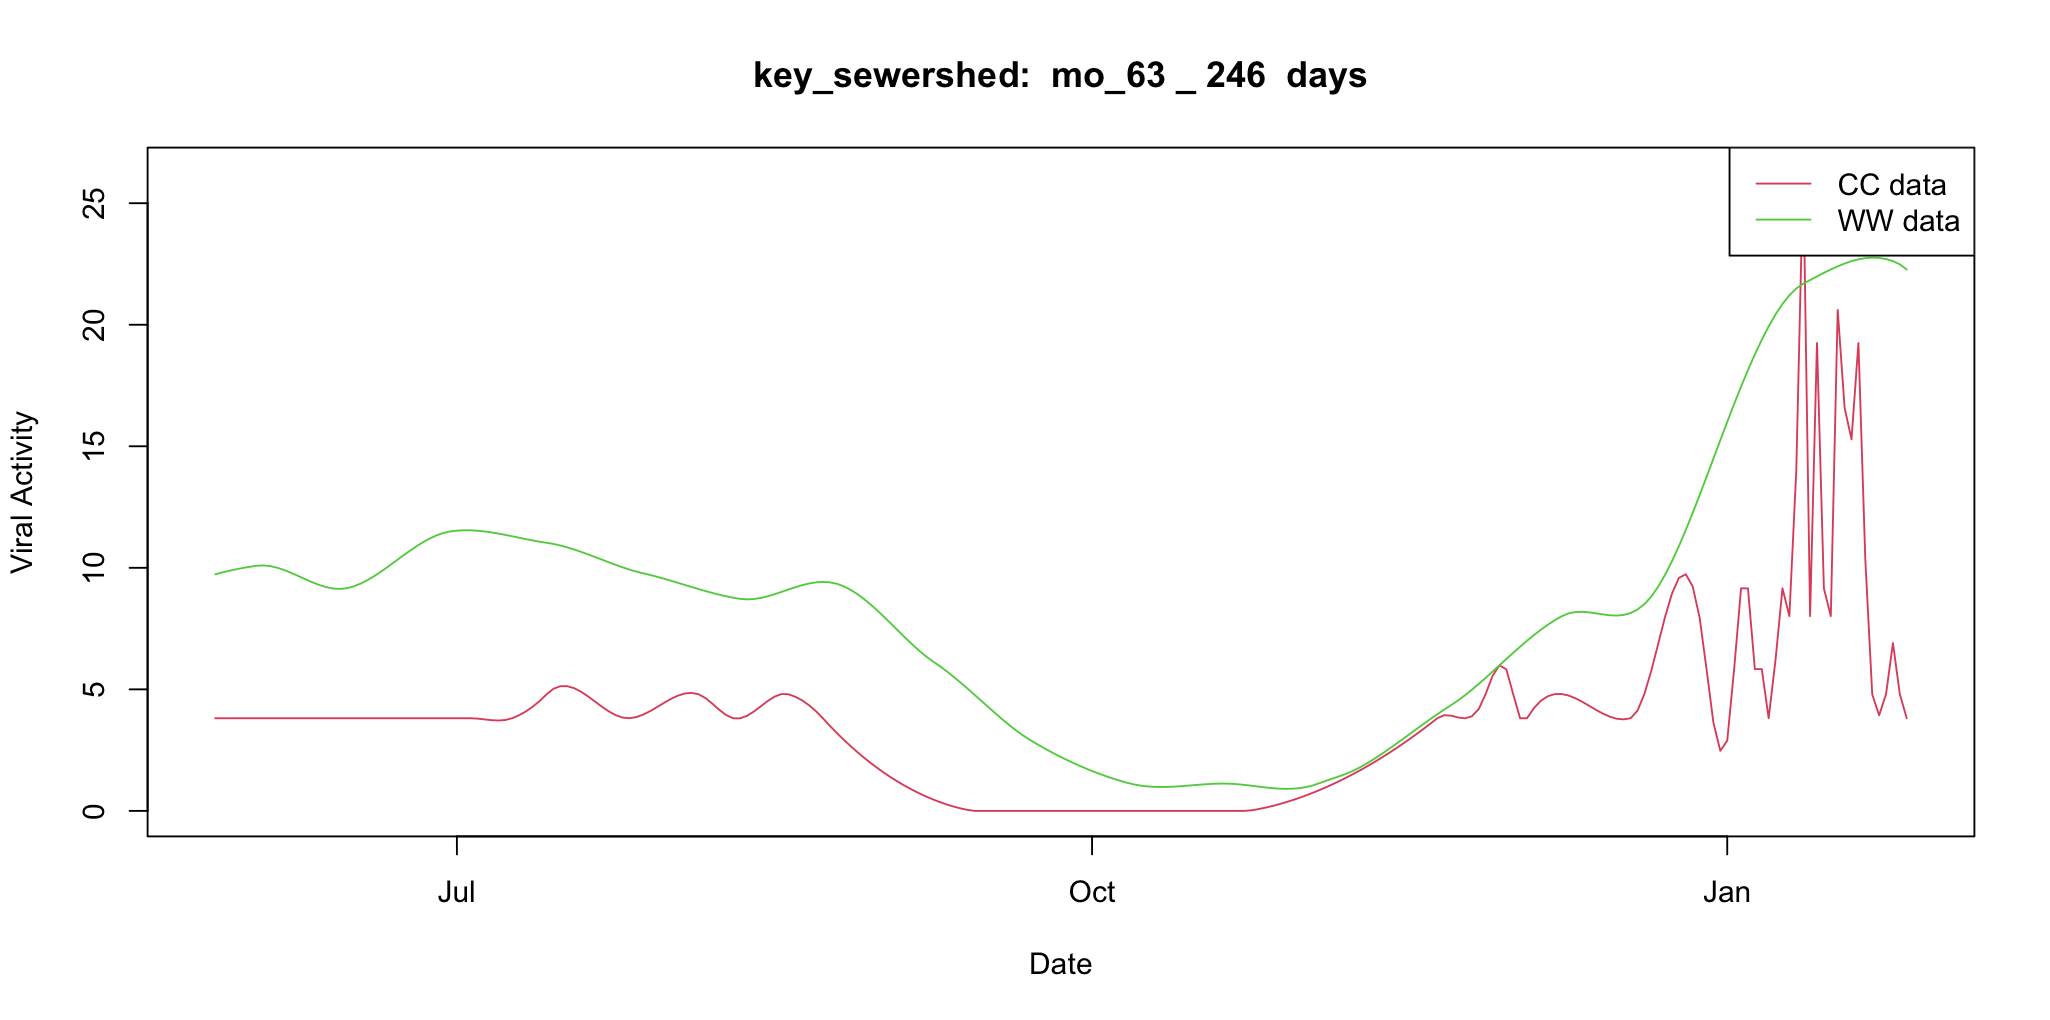 key_sewershed:  mo_63 _ 246  days
CC data
WW data
25
20
15
10
5
0
Viral Activity
Jul
Oct
Jan
Date